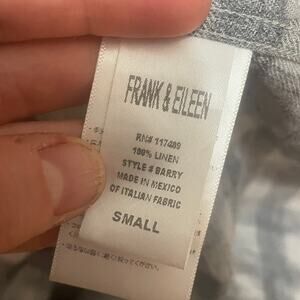 FRANK & EILEEN
RN# 117409
100% LINEN
STYLE # BARRY
MADE IN MEXICO
OF ITALIAN FABRIC
SMALL